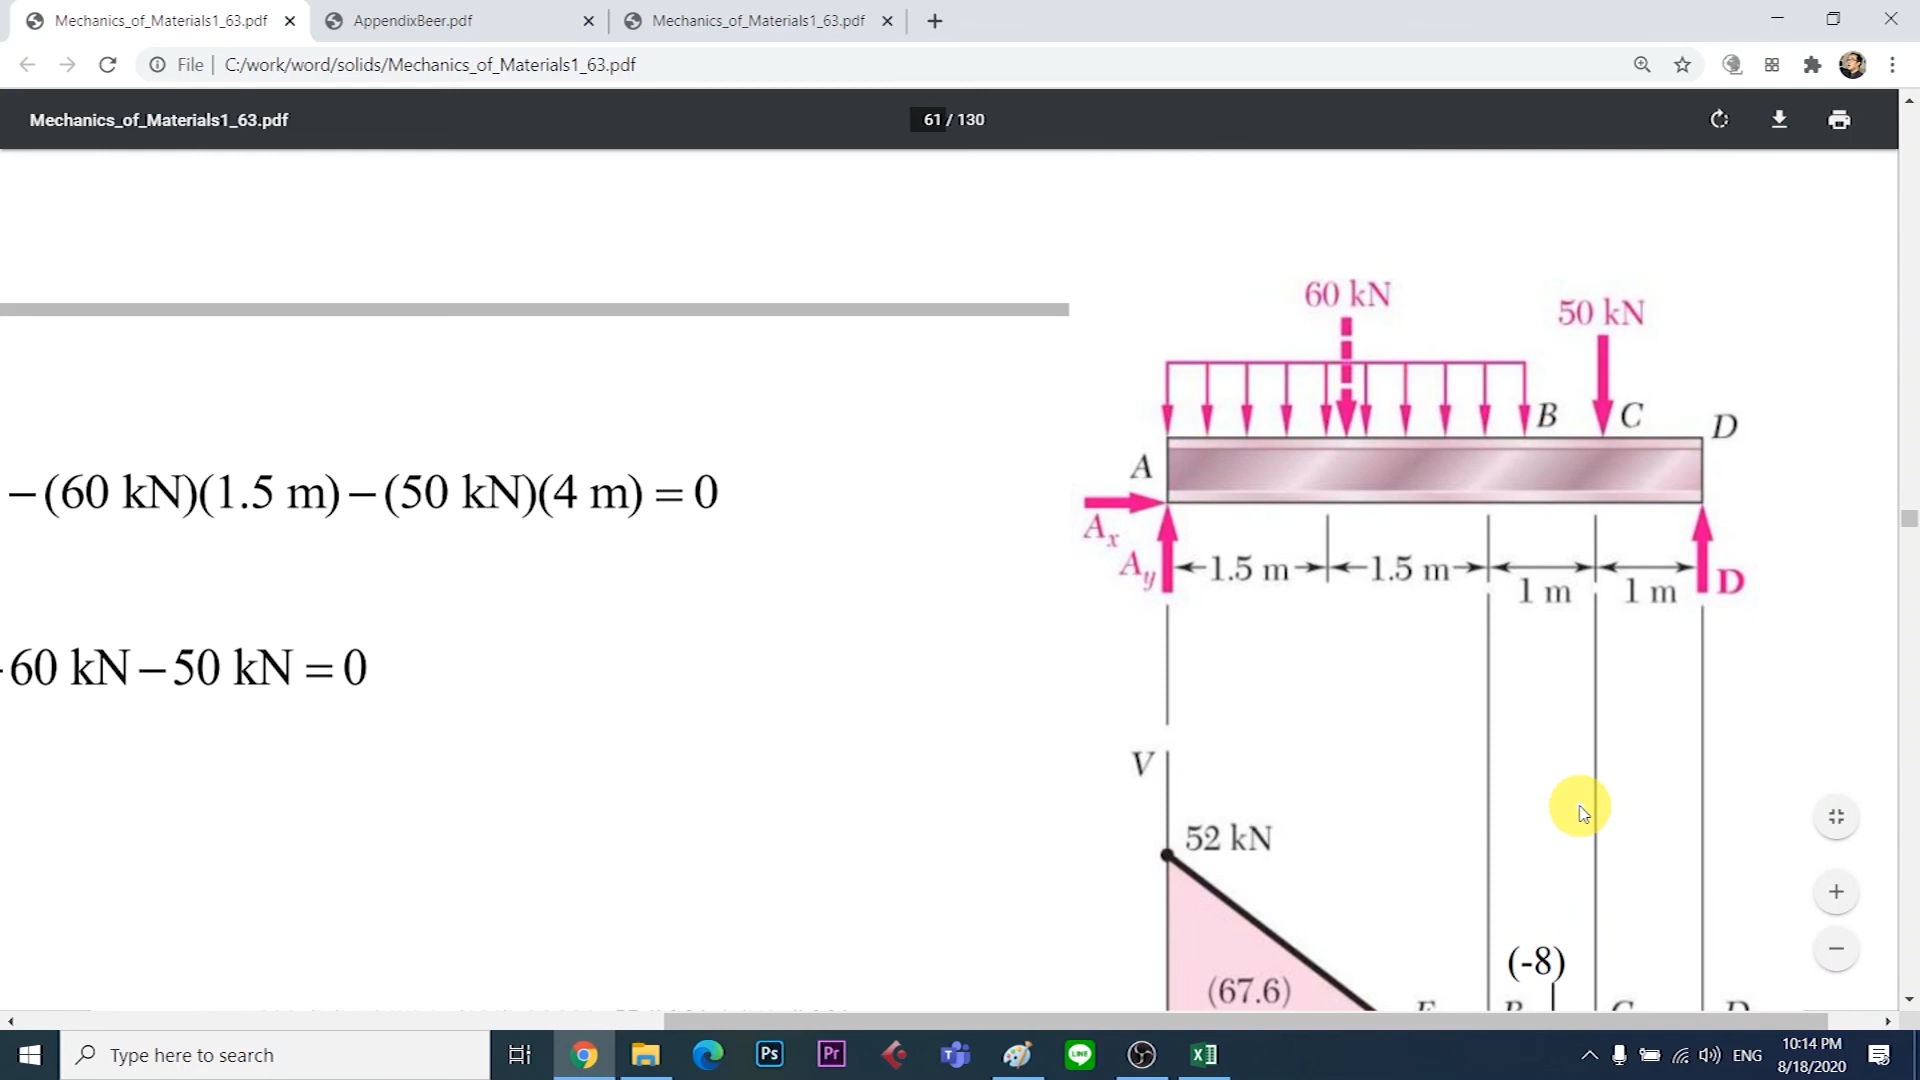 Mechanics_of_Materials1_63.pdf
AppendixBeer.pdf
Mechanics_of_Materials1_63.pdf
File | C:/work/word/solids/Mechanics_of_Materials1_63.pdf
Mechanics_of_Materials1_63.pdf
61 / 130
60 kN
50 kN
B
C
D
A
−(60 kN)(1.5 m)−(50 kN)(4 m)=0
Ax
Ay
1.5 m
1.5 m
1 m
1 m
D
60 kN−50 kN=0
V
52 kN
(-8)
(67.6)
Type here to search
Ps
Pr
LINE
ENG
10:14 PM
8/18/2020